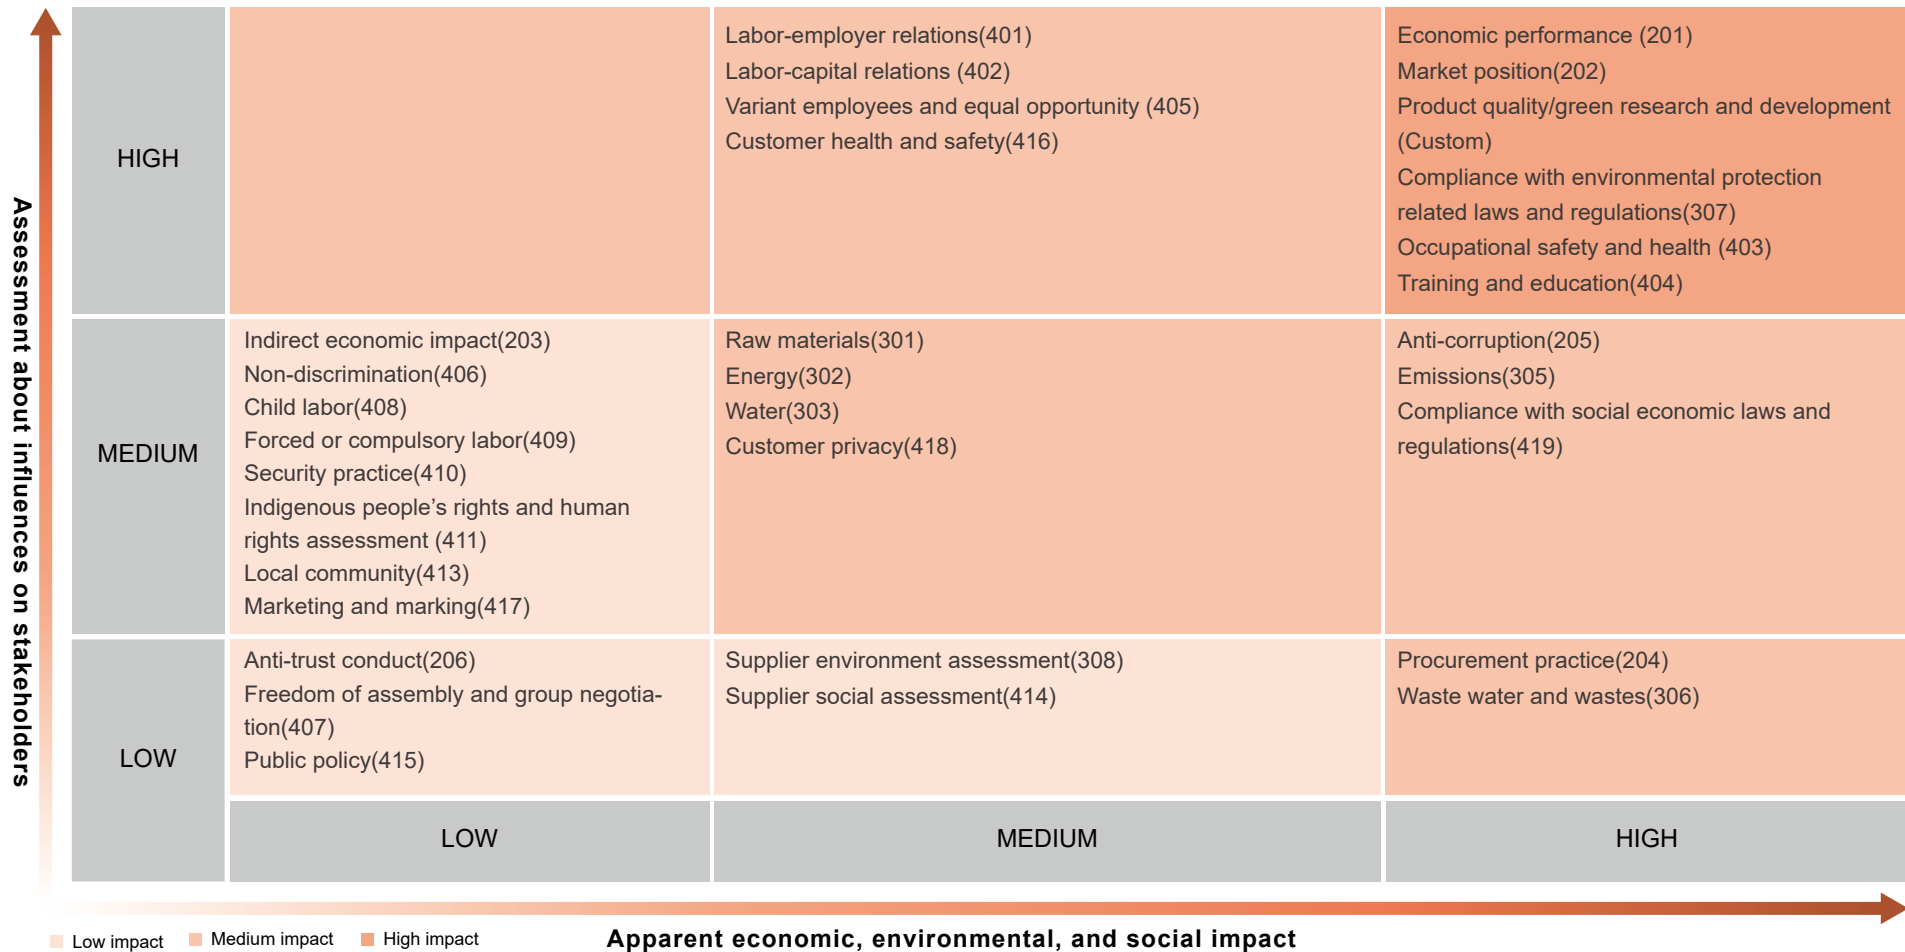 Assessment about influences on stakeholders
HIGH
Labor-employer relations(401)
Labor-capital relations (402)
Variant employees and equal opportunity (405)
Customer health and safety(416)
Economic performance (201)
Market position(202)
Product quality/green research and development
(Custom)
Compliance with environmental protection
related laws and regulations(307)
Occupational safety and health (403)
Training and education(404)
MEDIUM
Indirect economic impact(203)
Non-discrimination(406)
Child labor(408)
Forced or compulsory labor(409)
Security practice(410)
Indigenous people’s rights and human
rights assessment (411)
Local community(413)
Marketing and marking(417)
Raw materials(301)
Energy(302)
Water(303)
Customer privacy(418)
Anti-corruption(205)
Emissions(305)
Compliance with social economic laws and
regulations(419)
LOW
Anti-trust conduct(206)
Freedom of assembly and group negotia-
tion(407)
Public policy(415)
Supplier environment assessment(308)
Supplier social assessment(414)
Procurement practice(204)
Waste water and wastes(306)
LOW
MEDIUM
HIGH
Low impact
Medium impact
High impact
Apparent economic, environmental, and social impact